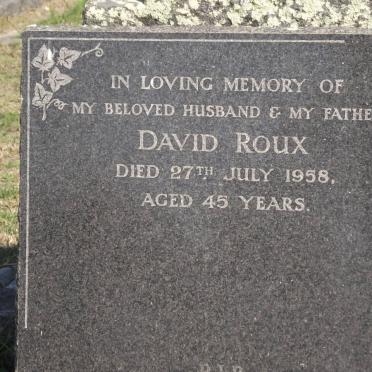 IN LOVING MEMORY OF
MY BELOVED HUSBAND & MY FATHE
DAVID ROUX
DIED 27TH JULY 1958,
AGED 45 YEARS.
R.I.P.